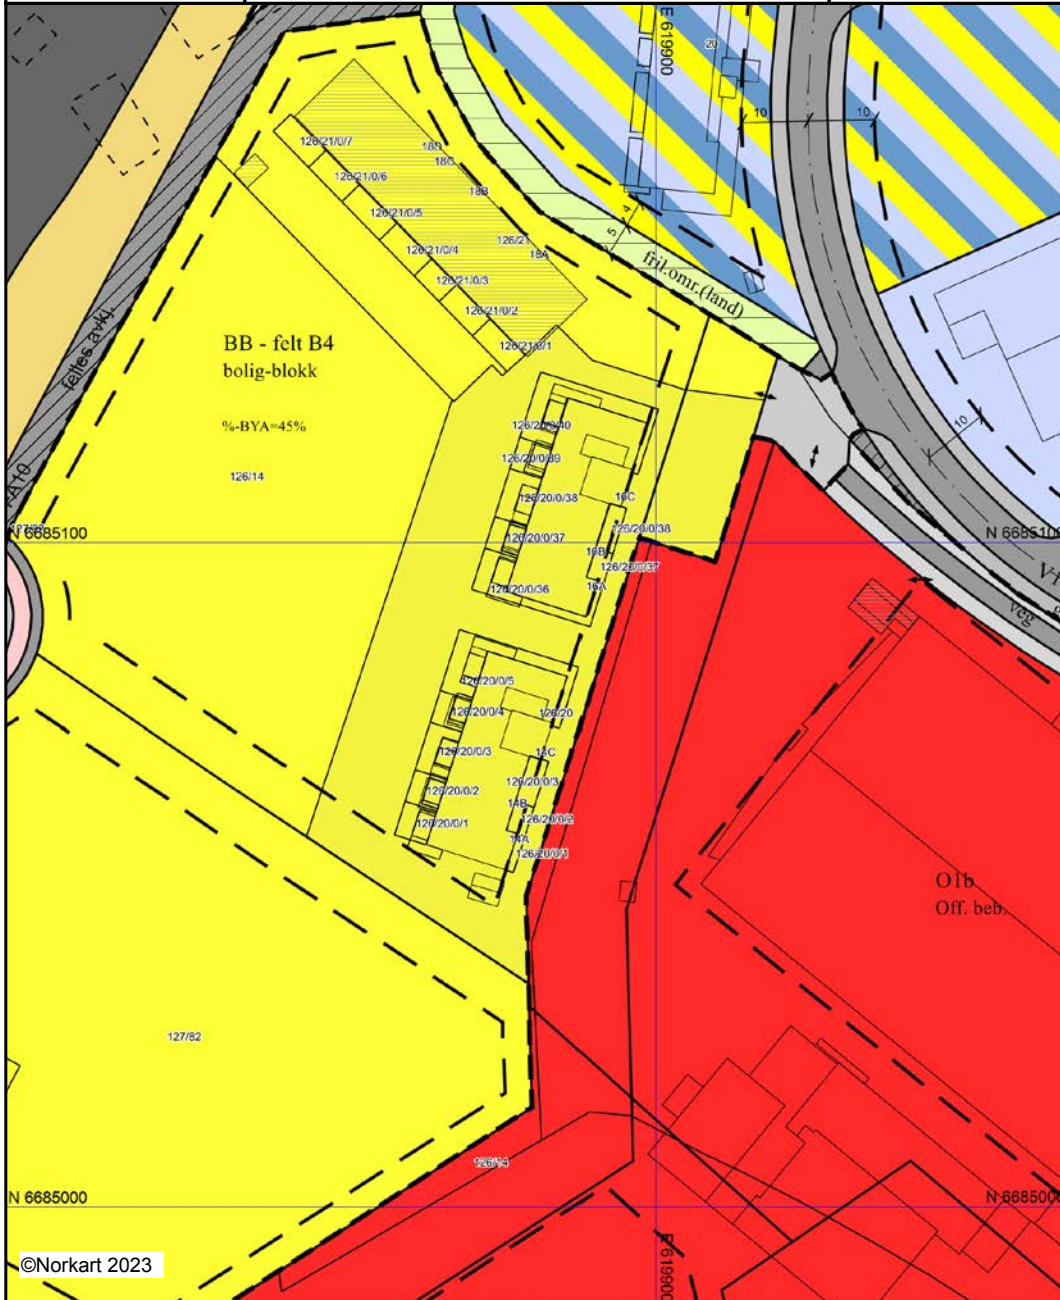 E 619900
20
10
10
126/21/0/7
18D
18C
126/21/0/6
18B
126/21/0/5
4
5
126/21
18A
126/21/0/4
fril.omr.(land)
126/21/0/3
126/21/0/2
felles avkj.
BB - felt B4
bolig-blokk
126/21/0/1
%-BYA=45%
126/20/0/40
10
126/20/0/39
126/14
126/20/0/38
16C
126/20/0/38
N 6685100
126/20/0/37
N 6685100
16B
126/20/0/37
126/20/0/36
16A
veg
126/20/0/5
126/20/0/4
126/20
126/20/0/3
14C
126/20/0/3
126/20/0/2
14B
126/20/0/2
126/20/0/1
14A
126/20/0/1
O1b
Off. beb.
127/82
126/14
N 6685000
N 6685000
E 619900
©Norkart 2023